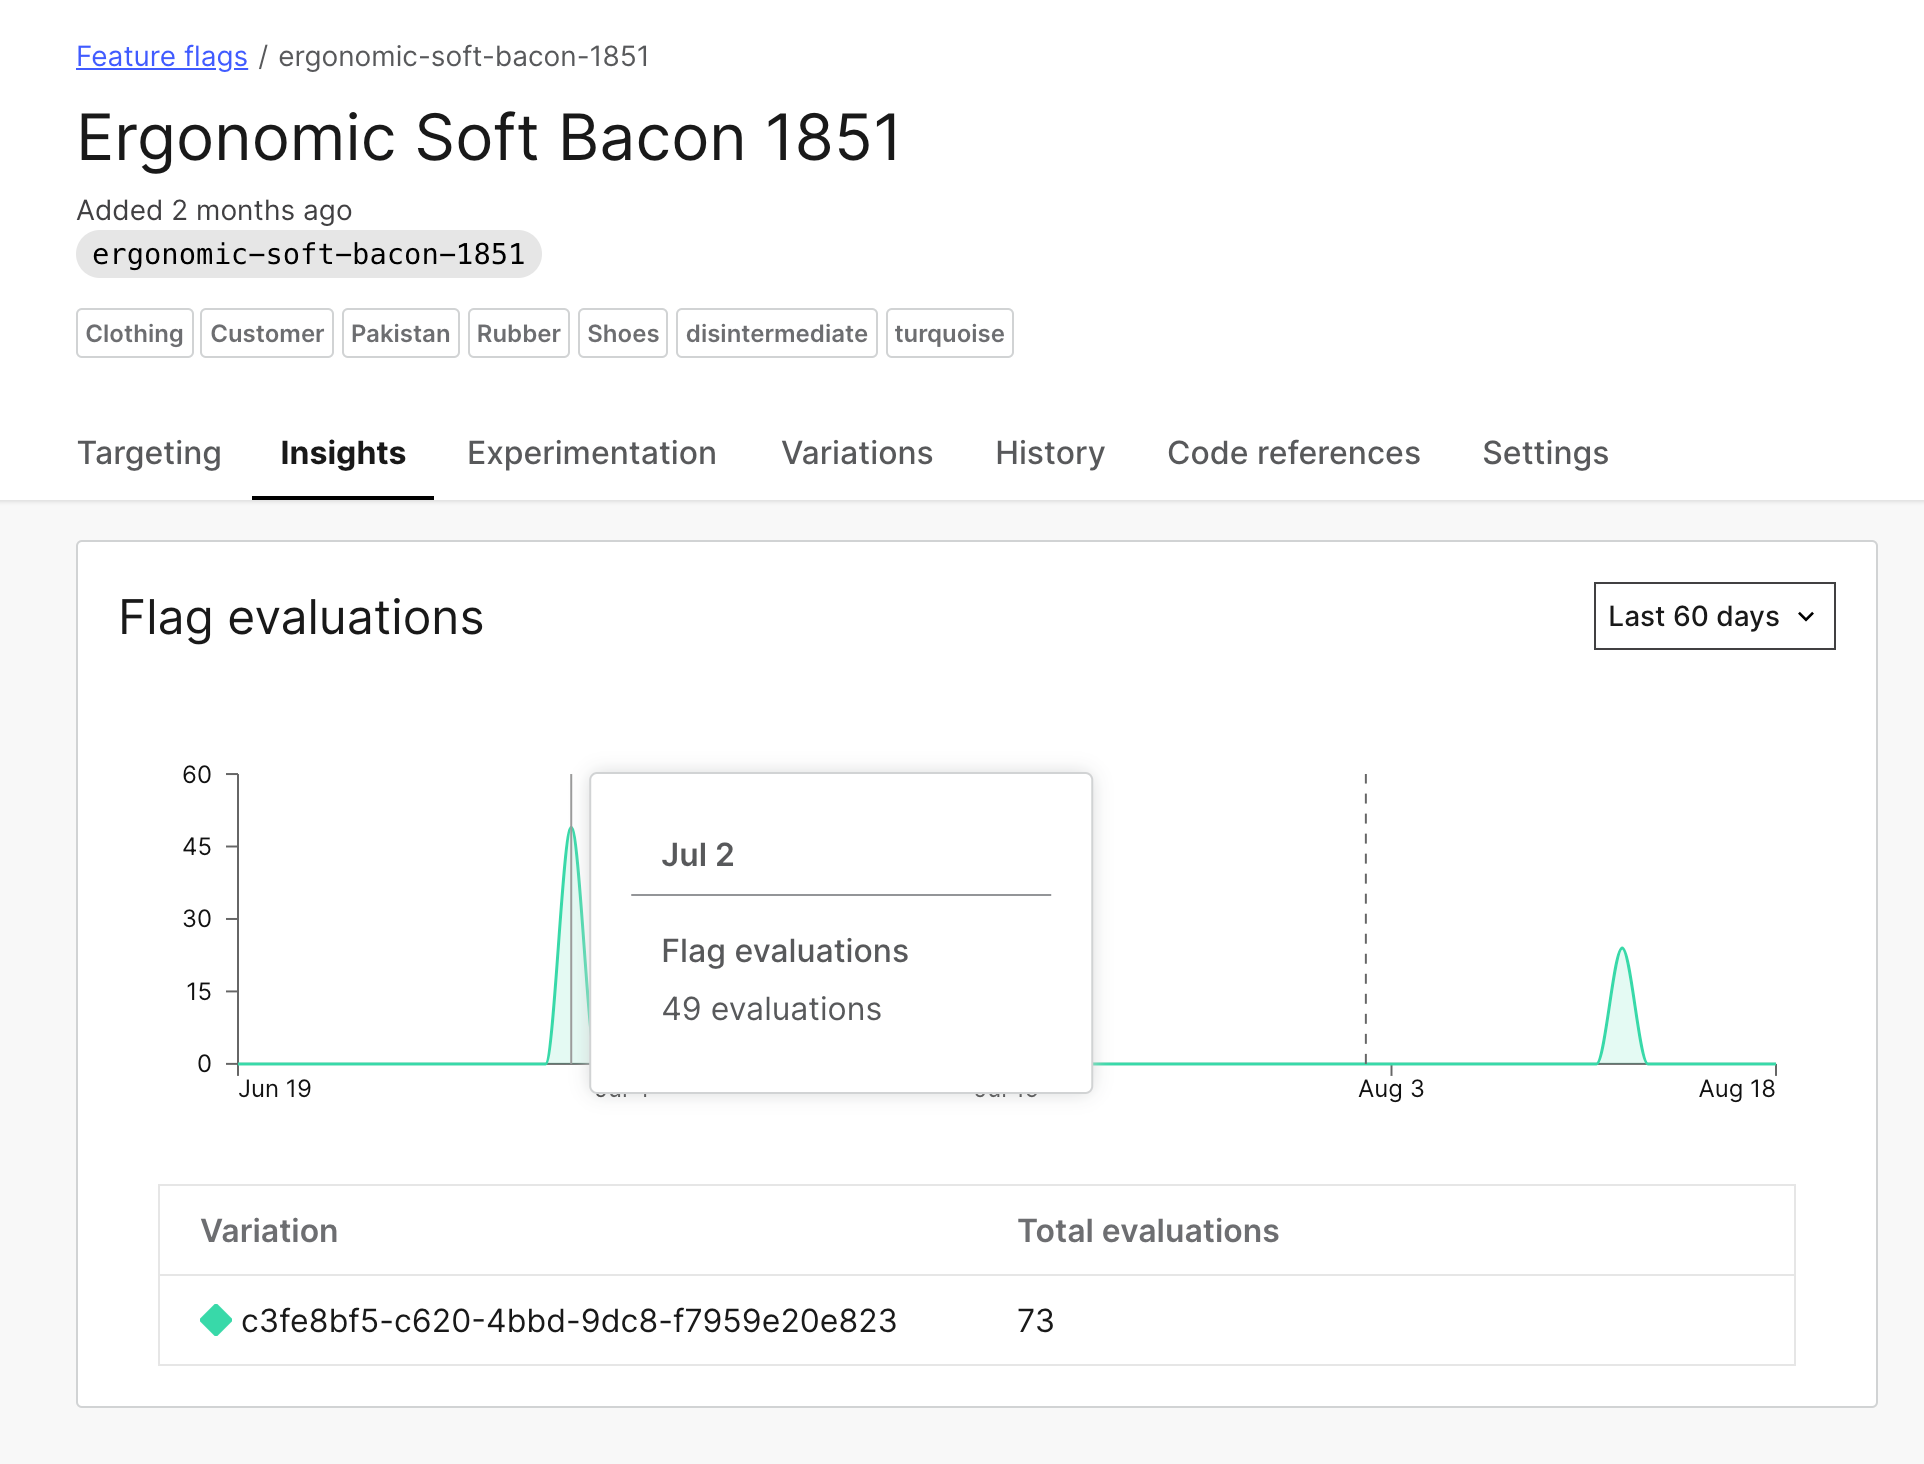 Feature flags / ergonomic-soft-bacon-1851
Ergonomic Soft Bacon 1851
Added 2 months ago
ergonomic-soft-bacon-1851
Clothing Customer Pakistan Rubber Shoes disintermediate turquoise
Targeting Insights Experimentation Variations History Code references Settings
Flag evaluations
Last 60 days
60
45
30
15
0
Jul 2
Flag evaluations
49 evaluations
Jun 19
Aug 3
Aug 18
Variation Total evaluations
c3fe8bf5-c620-4bbd-9dc8-f7959e20e823 73